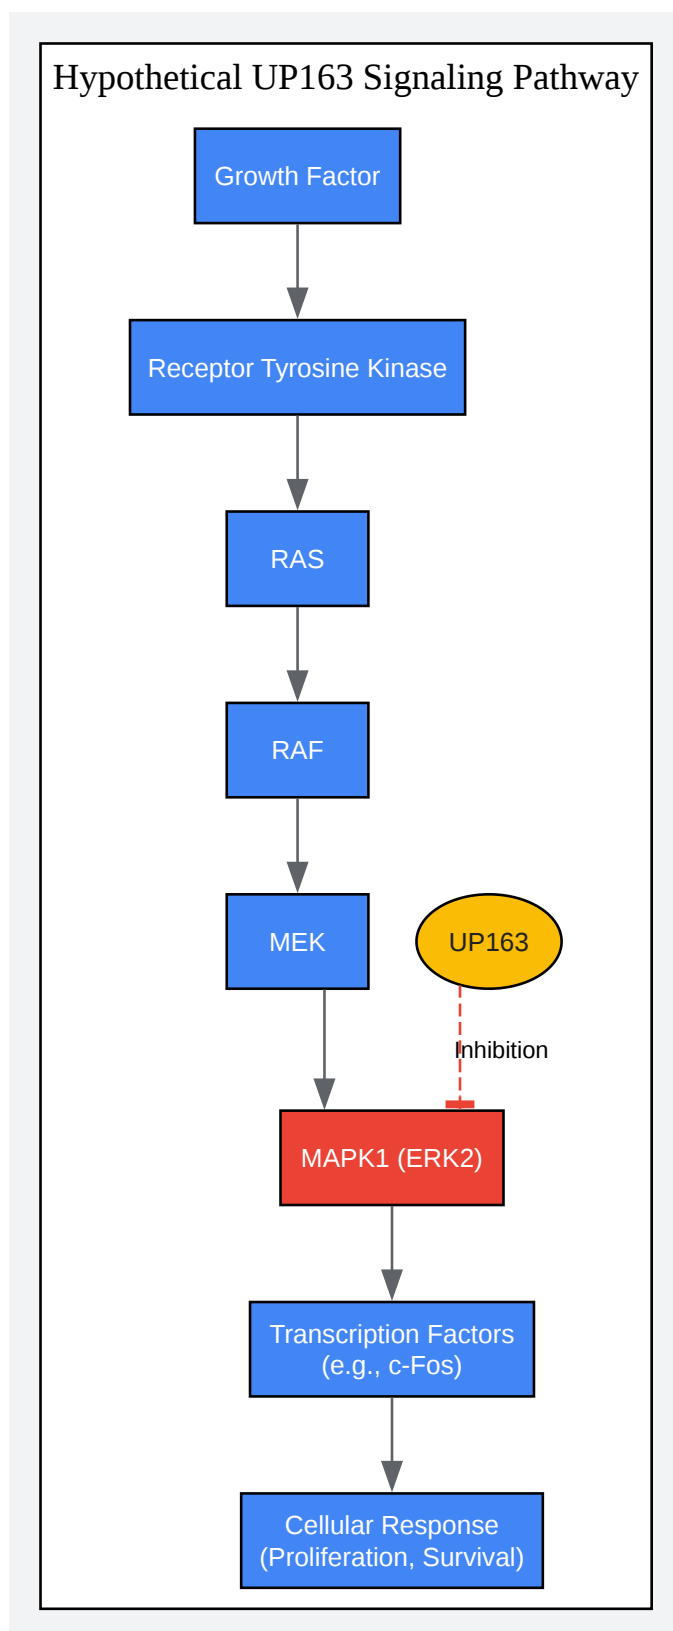 Hypothetical UP163 Signaling Pathway
Growth Factor
Receptor Tyrosine Kinase
RAS
RAF
MEK
UP163
Inhibition
MAPK1 (ERK2)
Transcription Factors
(e.g., c-Fos)
Cellular Response
(Proliferation, Survival)